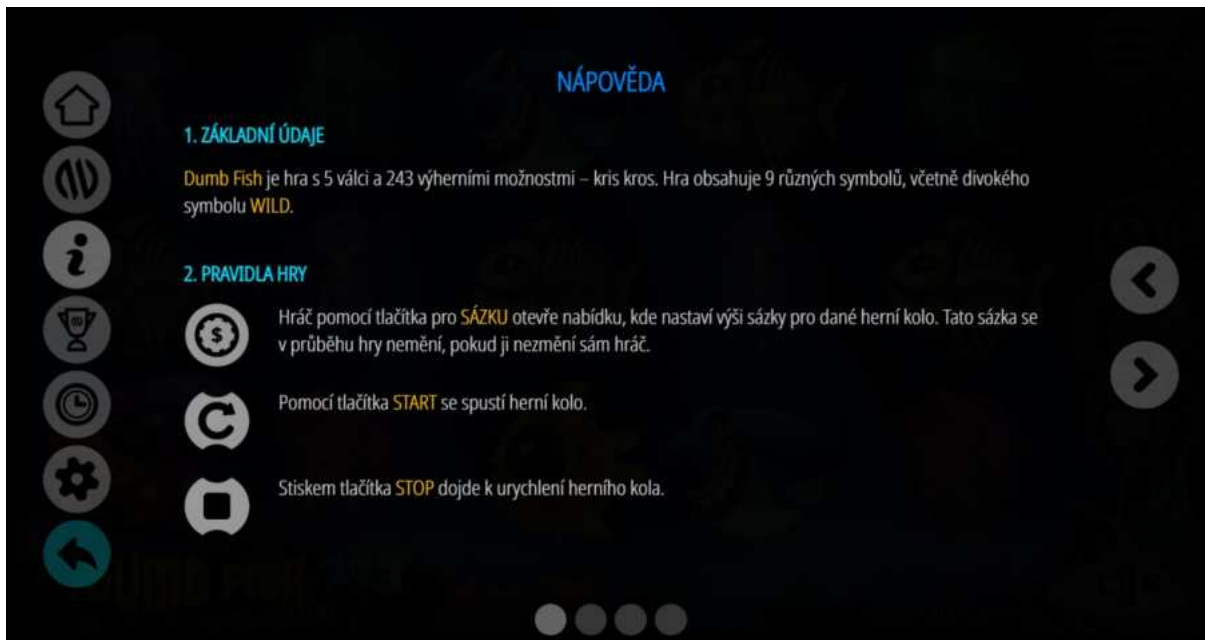 NÁPOVĚDA
1. ZÁKLADNÍ ÚDAJE
Dumb Fish je hra s 5 válci a 243 výherními možnostmi – kris kros. Hra obsahuje 9 různých symbolů, včetně divokého
symbolu WILD.
2. PRAVIDLA HRY
Hráč pomocí tlačítka pro SÁZKU otevře nabídku, kde nastaví výši sázky pro dané herní kolo. Tato sázka se
v průběhu hry nemění, pokud ji nezmění sám hráč.
Pomocí tlačítka START se spustí herní kolo.
Stiskem tlačítka STOP dojde k urychlení herního kola.